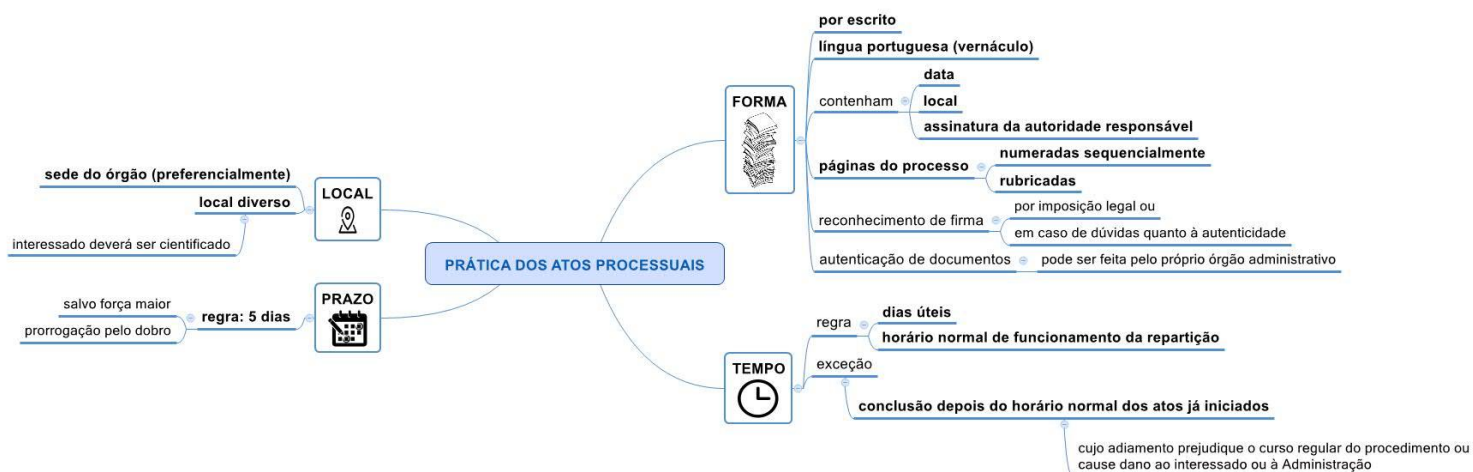 PRÁTICA DOS ATOS PROCESSUAIS
FORMA
por escrito
língua portuguesa (vernáculo)
contenham
data
local
assinatura da autoridade responsável
páginas do processo
numeradas sequencialmente
rubricadas
reconhecimento de firma
por imposição legal ou
em caso de dúvidas quanto à autenticidade
autenticação de documentos
pode ser feita pelo próprio órgão administrativo
TEMPO
regra
dias úteis
horário normal de funcionamento da repartição
exceção
conclusão depois do horário normal dos atos já iniciados
cujo adiamento prejudique o curso regular do procedimento ou
cause dano ao interessado ou à Administração
LOCAL
sede do órgão (preferencialmente)
local diverso
interessado deverá ser cientificado
PRAZO
regra: 5 dias
salvo força maior
prorrogação pelo dobro